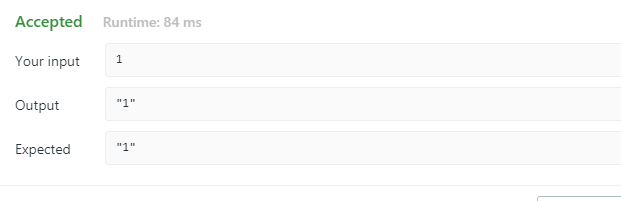 Accepted Runtime: 84 ms
Your input 1
Output "1"
Expected "1"